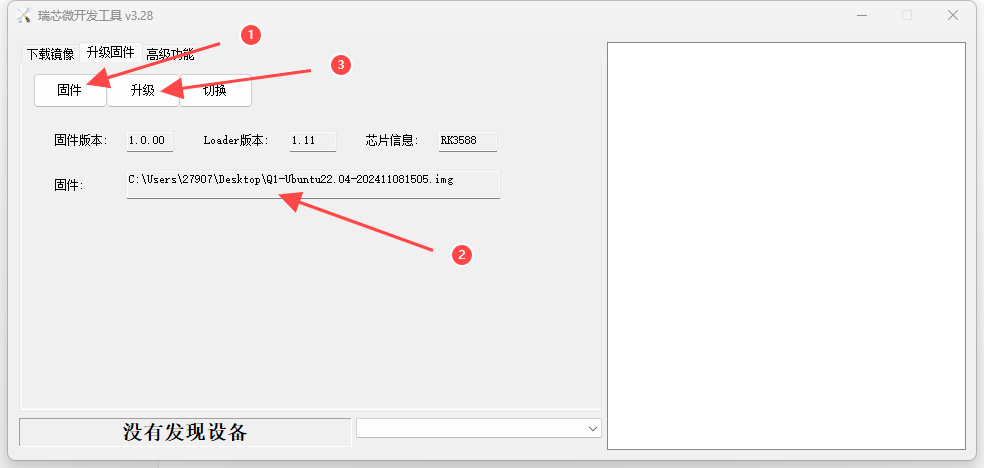 瑞芯微开发工具 v3.28
1
3
下载镜像 升级固件 高级功能
固件 升级 切换
固件版本: 1.0.00 Loader版本: 1.11 芯片信息: RK3588
固件: C:\Users\27907\Desktop\Q1-Ubuntu22.04-202411081505.img
2
没有发现设备